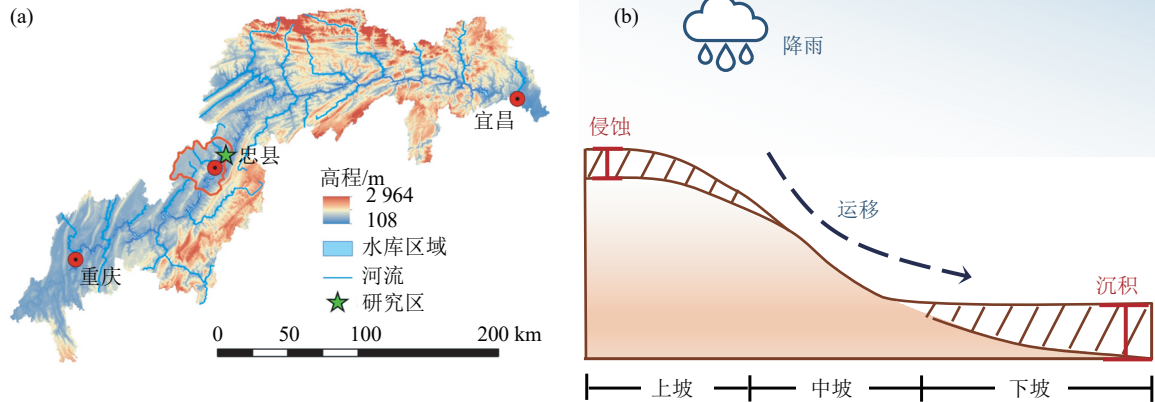 (a)
宜昌
忠县
高程/m
2 964
108
水库区域
重庆
河流
研究区
0 50 100 200 km
(b)
降雨
侵蚀
运移
沉积
上坡 中坡 下坡